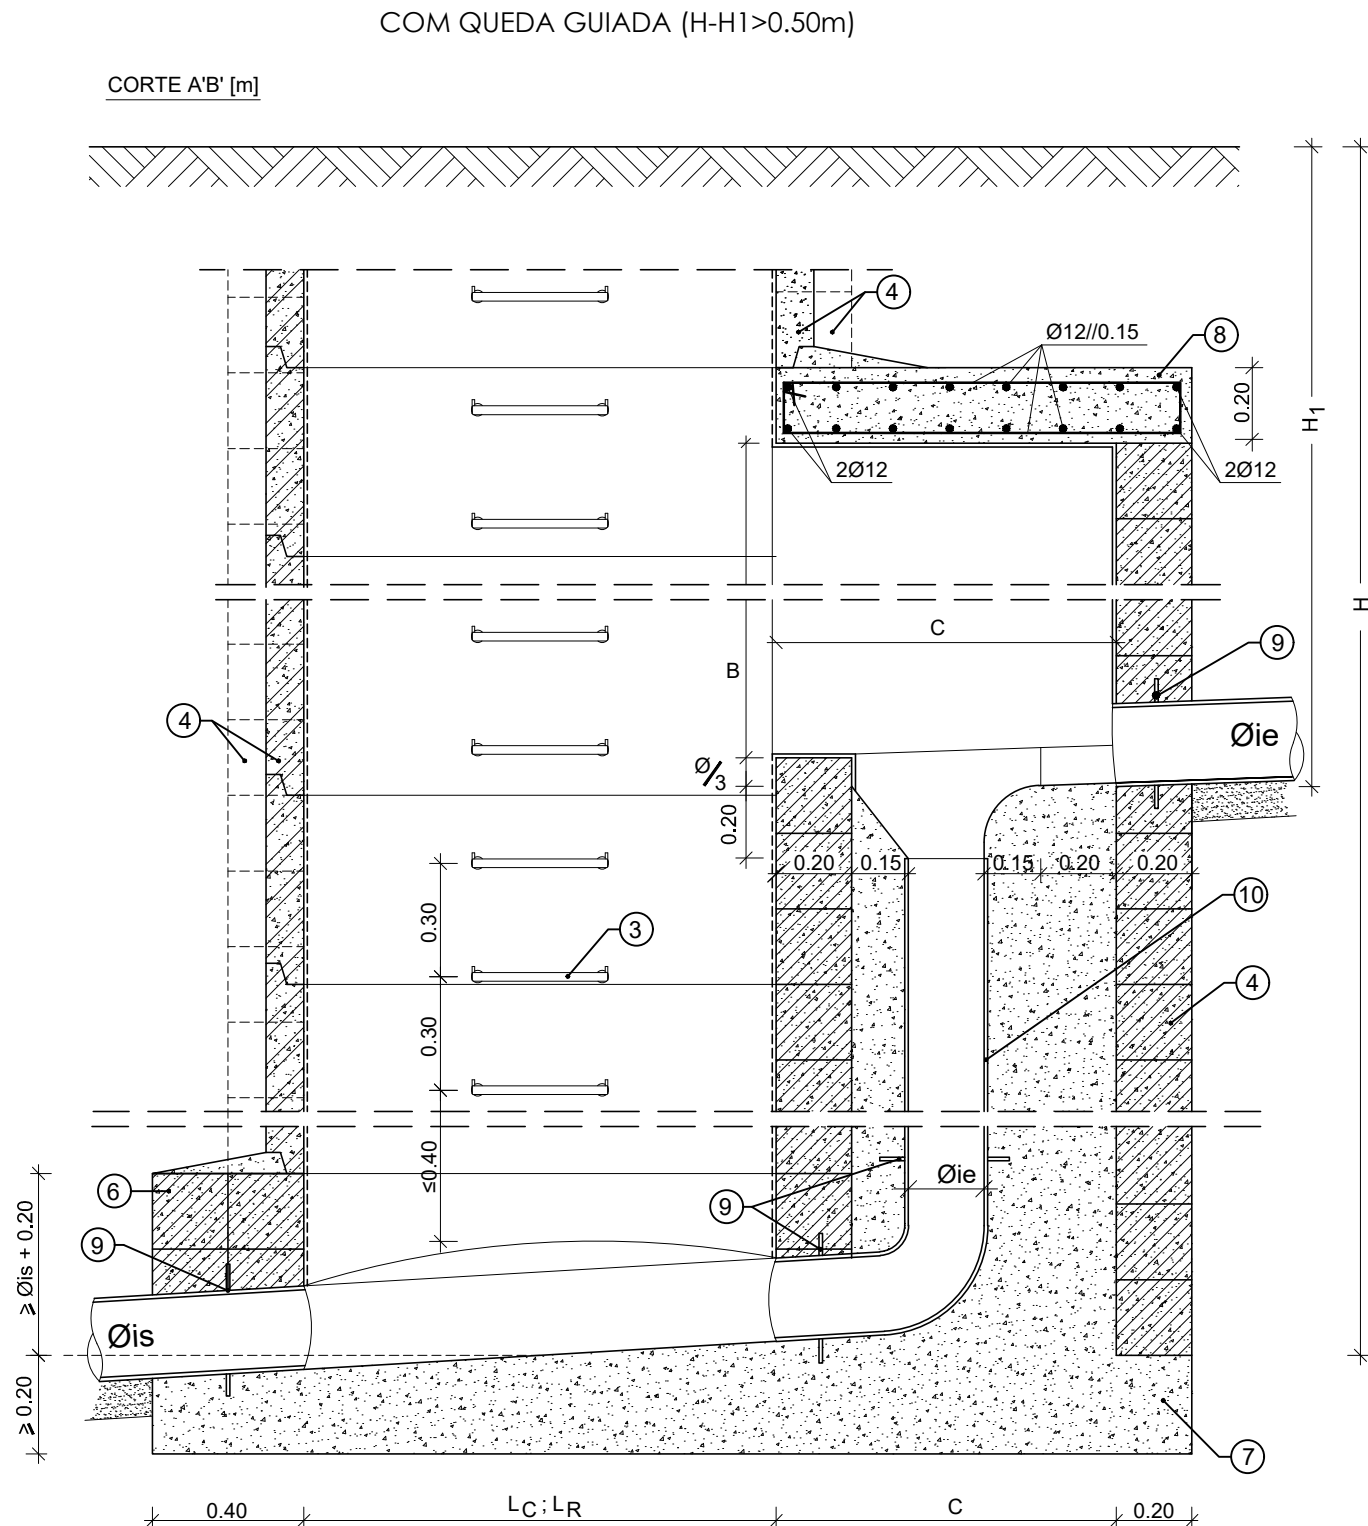 COM QUEDA GUIADA (H-H1>0.50m)
CORTE A'B' [m]
4
Ø12//0.15
8
0.20
H1
2Ø12
2Ø12
H
C
9
B
4
Øie
Ø/3
0.20
0.20
0.15
0.15
0.20
0.20
10
0.30
3
4
0.30
≤0.40
Øie
6
9
9
≥ Øis + 0.20
Øis
≥ 0.20
7
0.40
LC ; LR
C
0.20